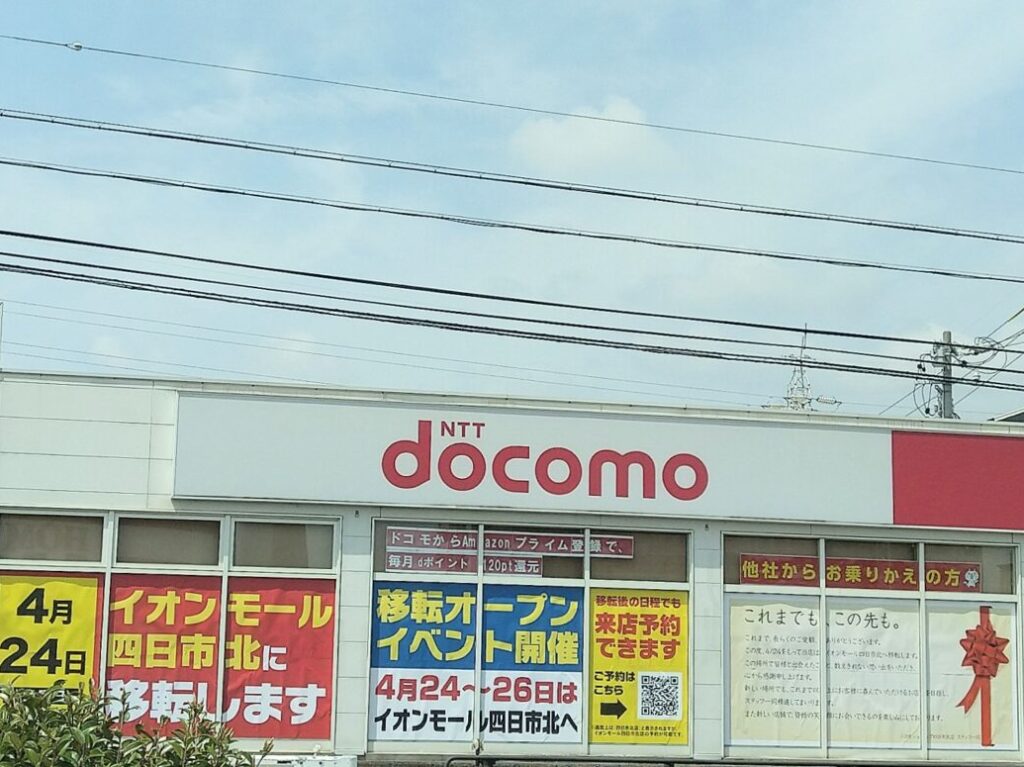 NTT
docomo
ドコモからAmazonプライム登録で、
毎月dポイント120pt還元
他社からお乗りかえの方
4月
24日
イオンモール
四日市北に
移転します
移転オープン
イベント開催
4月24〜26日は
イオンモール四日市北へ
移転後の日程でも
来店予約
できます
ご予約は
こちら
これまでも、この先も。